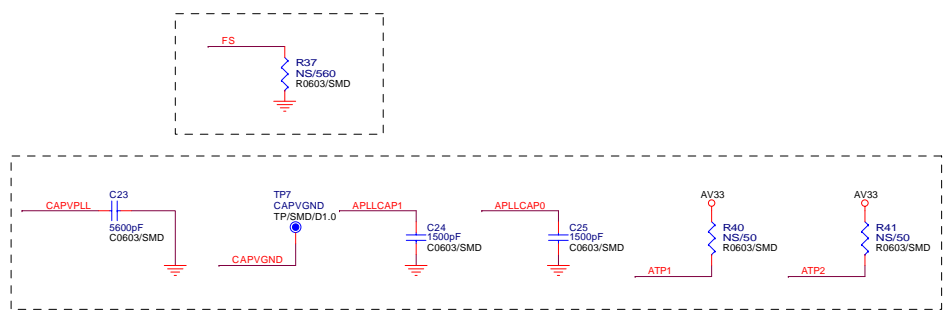 FS
R37
NS/560
R0603/SMD
CAPVPLL
C23
5600pF
C0603/SMD
TP7
CAPVGND
TP/SMD/D1.0
CAPVGND
APLLCAP1
C24
1500pF
C0603/SMD
APLLCAP0
C25
1500pF
C0603/SMD
AV33
R40
NS/50
R0603/SMD
ATP1
AV33
R41
NS/50
R0603/SMD
ATP2